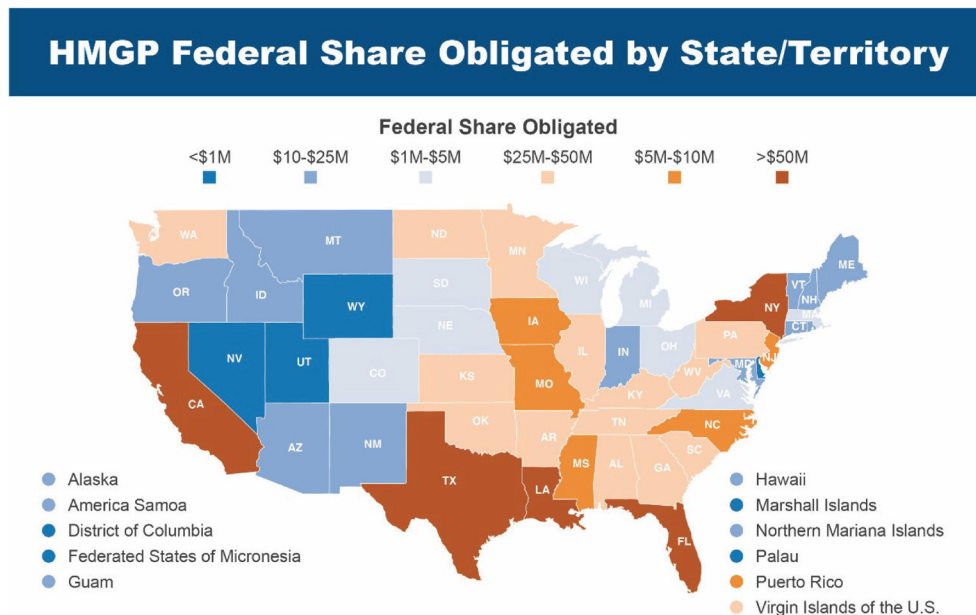 HMGP Federal Share Obligated by State/Territory
Federal Share Obligated
<$1M $10-$25M $1M-$5M $25M-$50M $5M-$10M >$50M
WA
MT
ND
MN
ME
VT
OR
ID
SD
WI
NH
NY
MI
MA
WY
CT
IA
PA
NE
NJ
NV
UT
IL
IN
OH
MD
CO
WV
VA
KS
MO
KY
CA
NC
TN
OK
AZ
NM
AR
SC
MS
AL
GA
TX
LA
FL
Alaska
America Samoa
District of Columbia
Federated States of Micronesia
Guam
Hawaii
Marshall Islands
Northern Mariana Islands
Palau
Puerto Rico
Virgin Islands of the U.S.